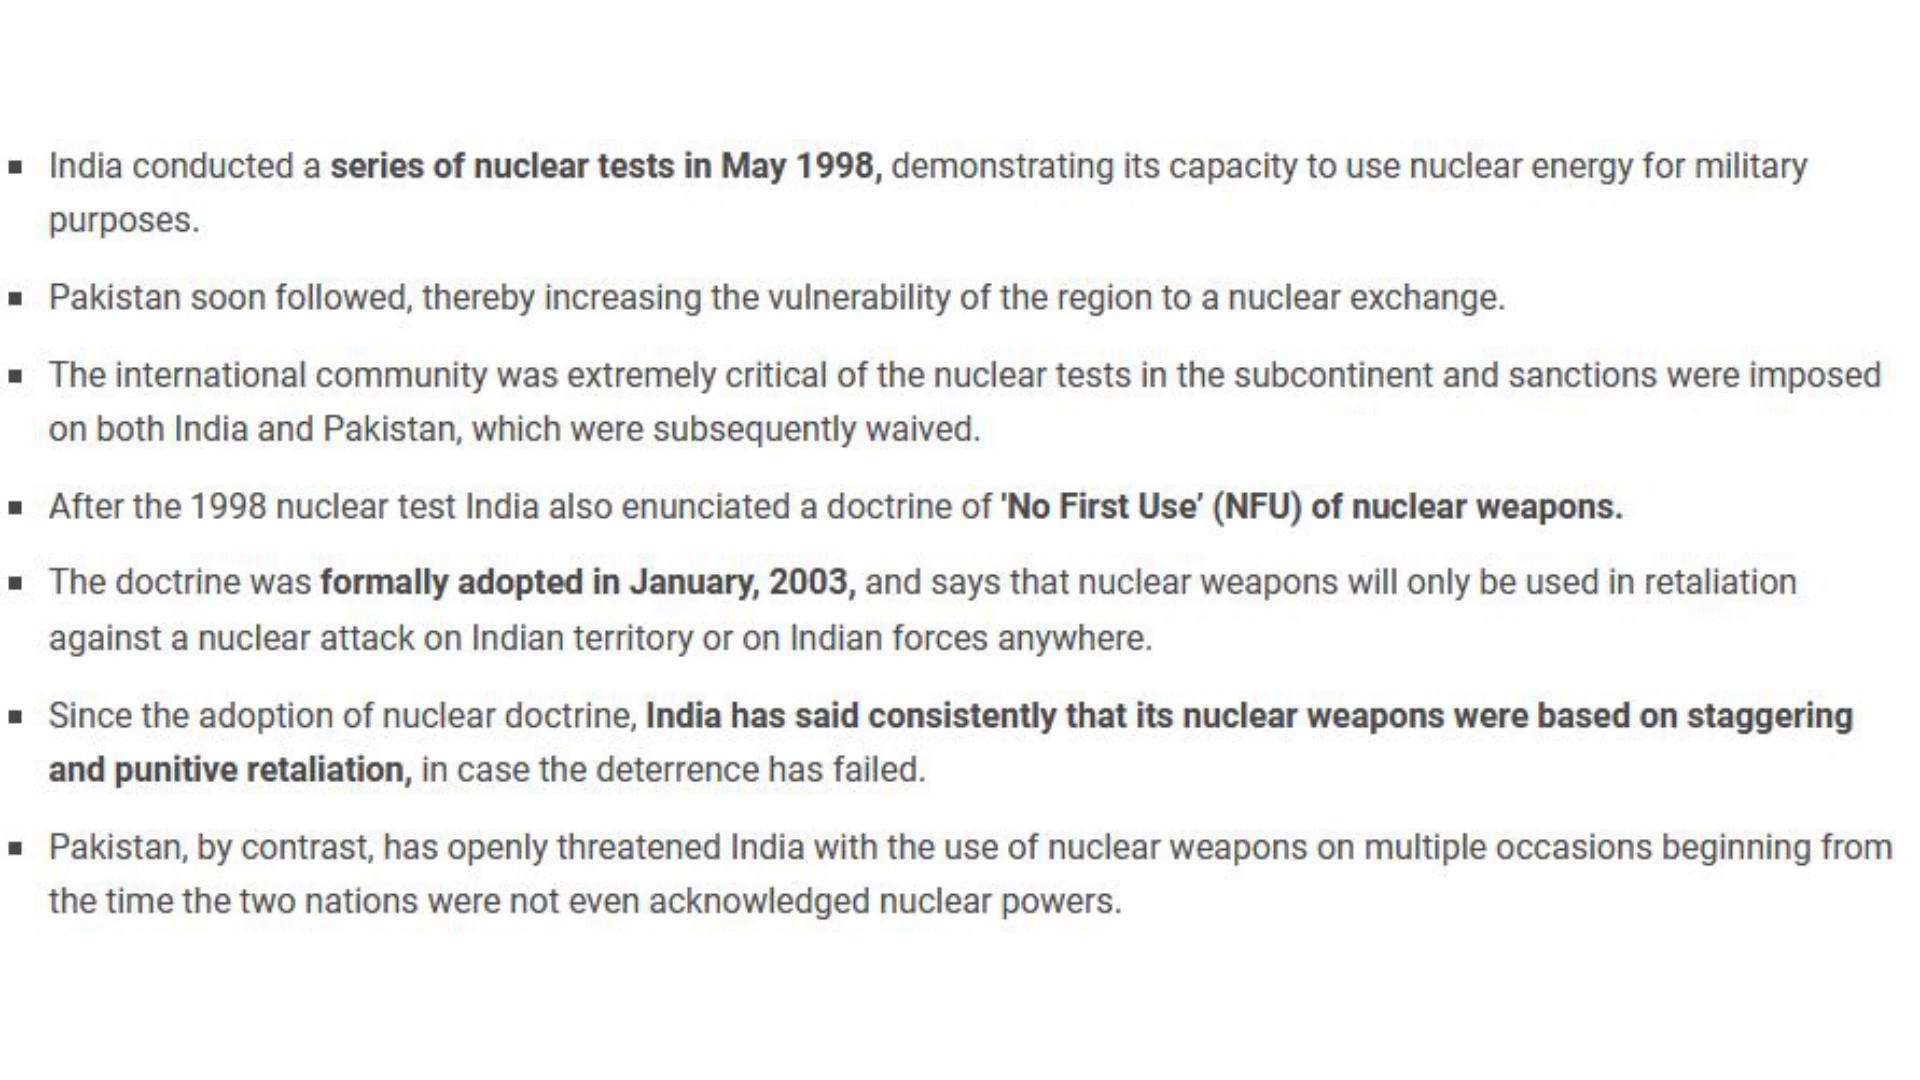 ▪ India conducted a series of nuclear tests in May 1998, demonstrating its capacity to use nuclear energy for military
purposes.
▪ Pakistan soon followed, thereby increasing the vulnerability of the region to a nuclear exchange.
▪ The international community was extremely critical of the nuclear tests in the subcontinent and sanctions were imposed
on both India and Pakistan, which were subsequently waived.
▪ After the 1998 nuclear test India also enunciated a doctrine of 'No First Use’ (NFU) of nuclear weapons.
▪ The doctrine was formally adopted in January, 2003, and says that nuclear weapons will only be used in retaliation
against a nuclear attack on Indian territory or on Indian forces anywhere.
▪ Since the adoption of nuclear doctrine, India has said consistently that its nuclear weapons were based on staggering
and punitive retaliation, in case the deterrence has failed.
▪ Pakistan, by contrast, has openly threatened India with the use of nuclear weapons on multiple occasions beginning from
the time the two nations were not even acknowledged nuclear powers.